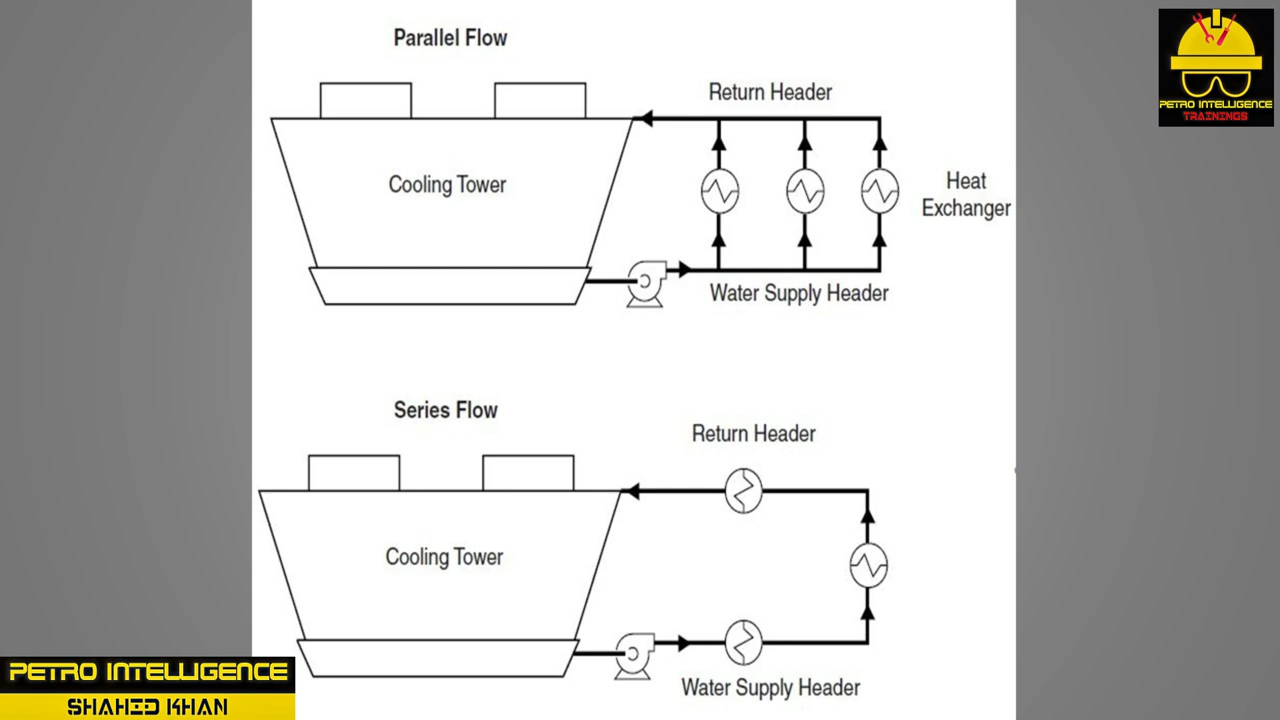 Parallel Flow
Return Header
Cooling Tower
Heat
Exchanger
Water Supply Header
PETRO INTELLIGENCE
TRAININGS
Series Flow
Return Header
Cooling Tower
Water Supply Header
PETRO INTELLIGENCE
SHAHID KHAN